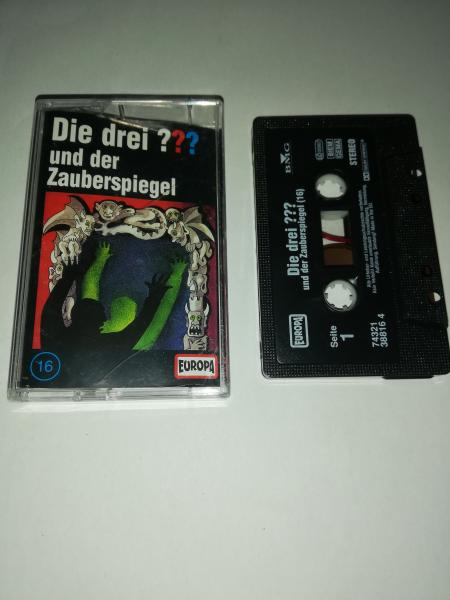 Die drei ???
und der
Zauberspiegel
16
EUROPA
BMG
STEREO
Die drei ???
und der Zauberspiegel (16)
EUROPA
Seite
1
74321
38816 4